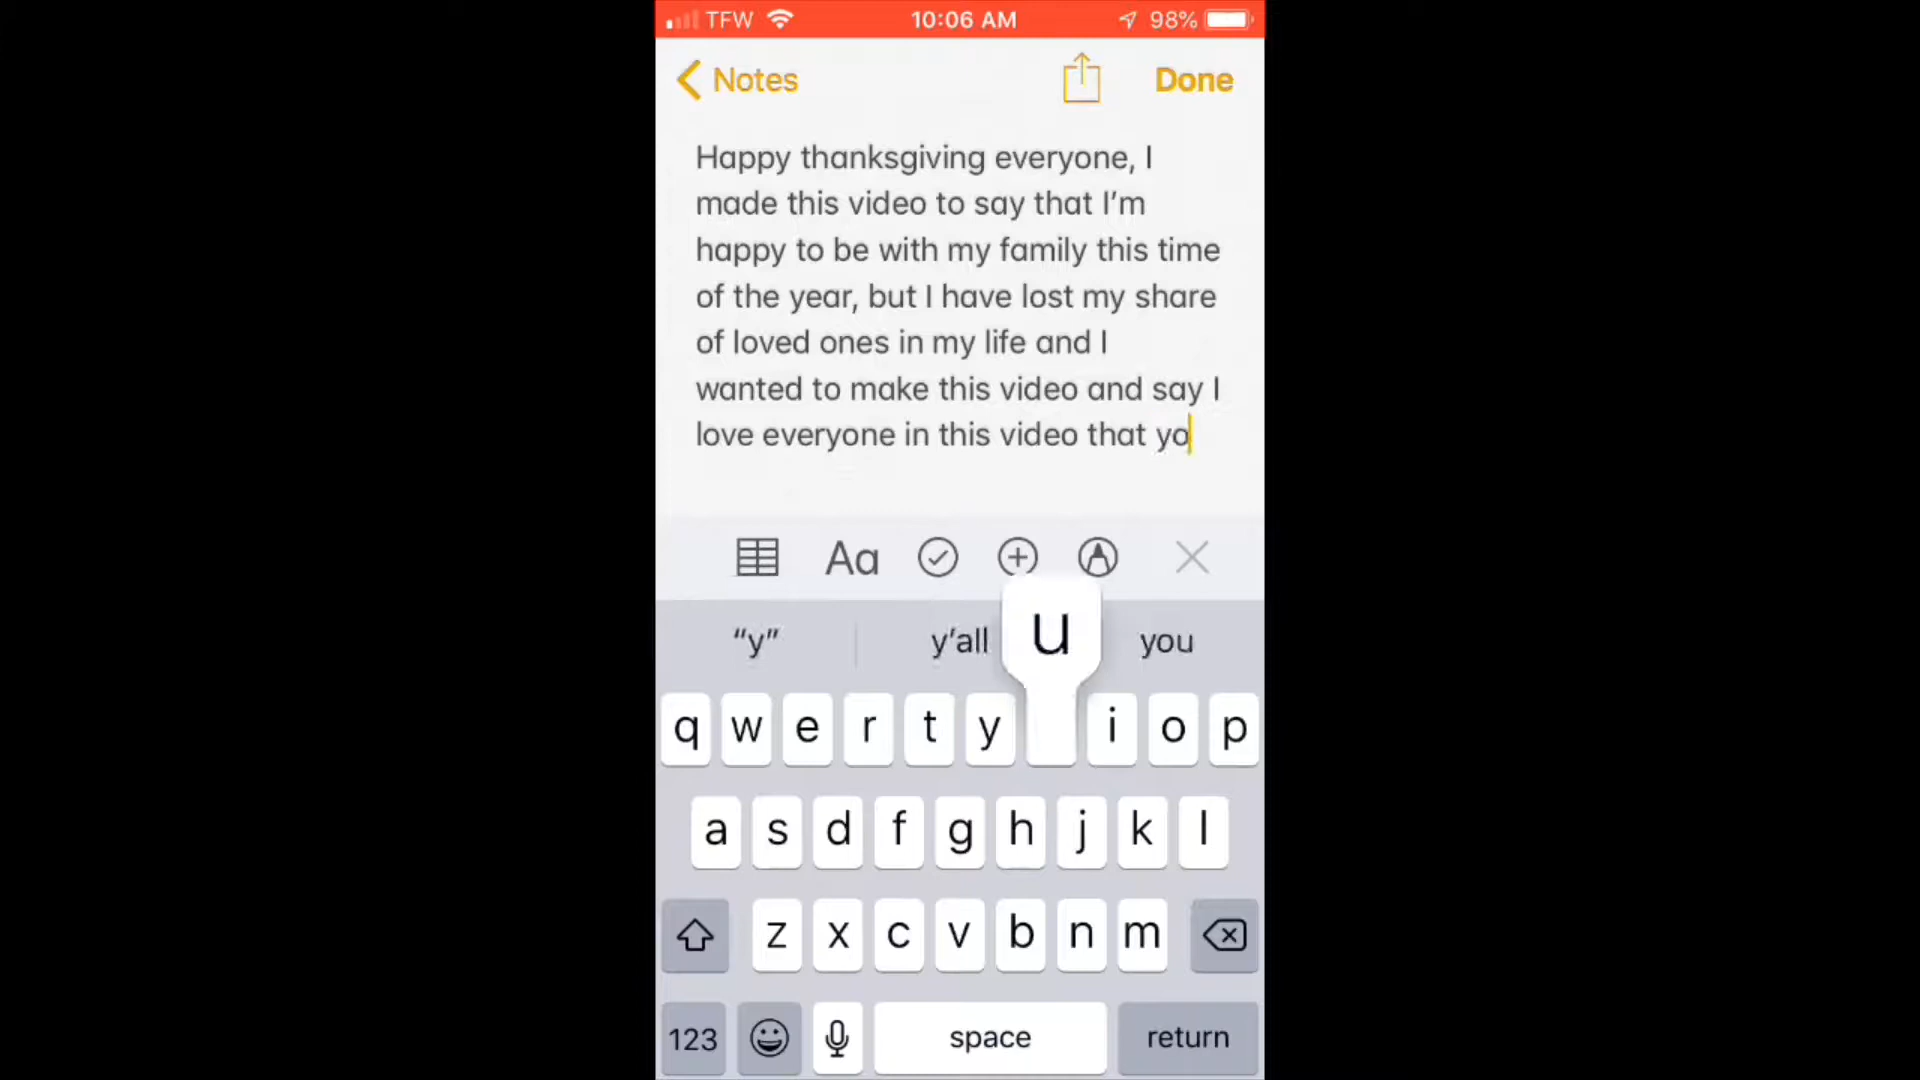 TFW 10:06 AM 98%
Notes Done
Happy thanksgiving everyone, I
made this video to say that I’m
happy to be with my family this time
of the year, but I have lost my share
of loved ones in my life and I
wanted to make this video and say I
love everyone in this video that yo
Aa
“y” y’all you
u
q w e r t y i o p
a s d f g h j k l
z x c v b n m
123 space return